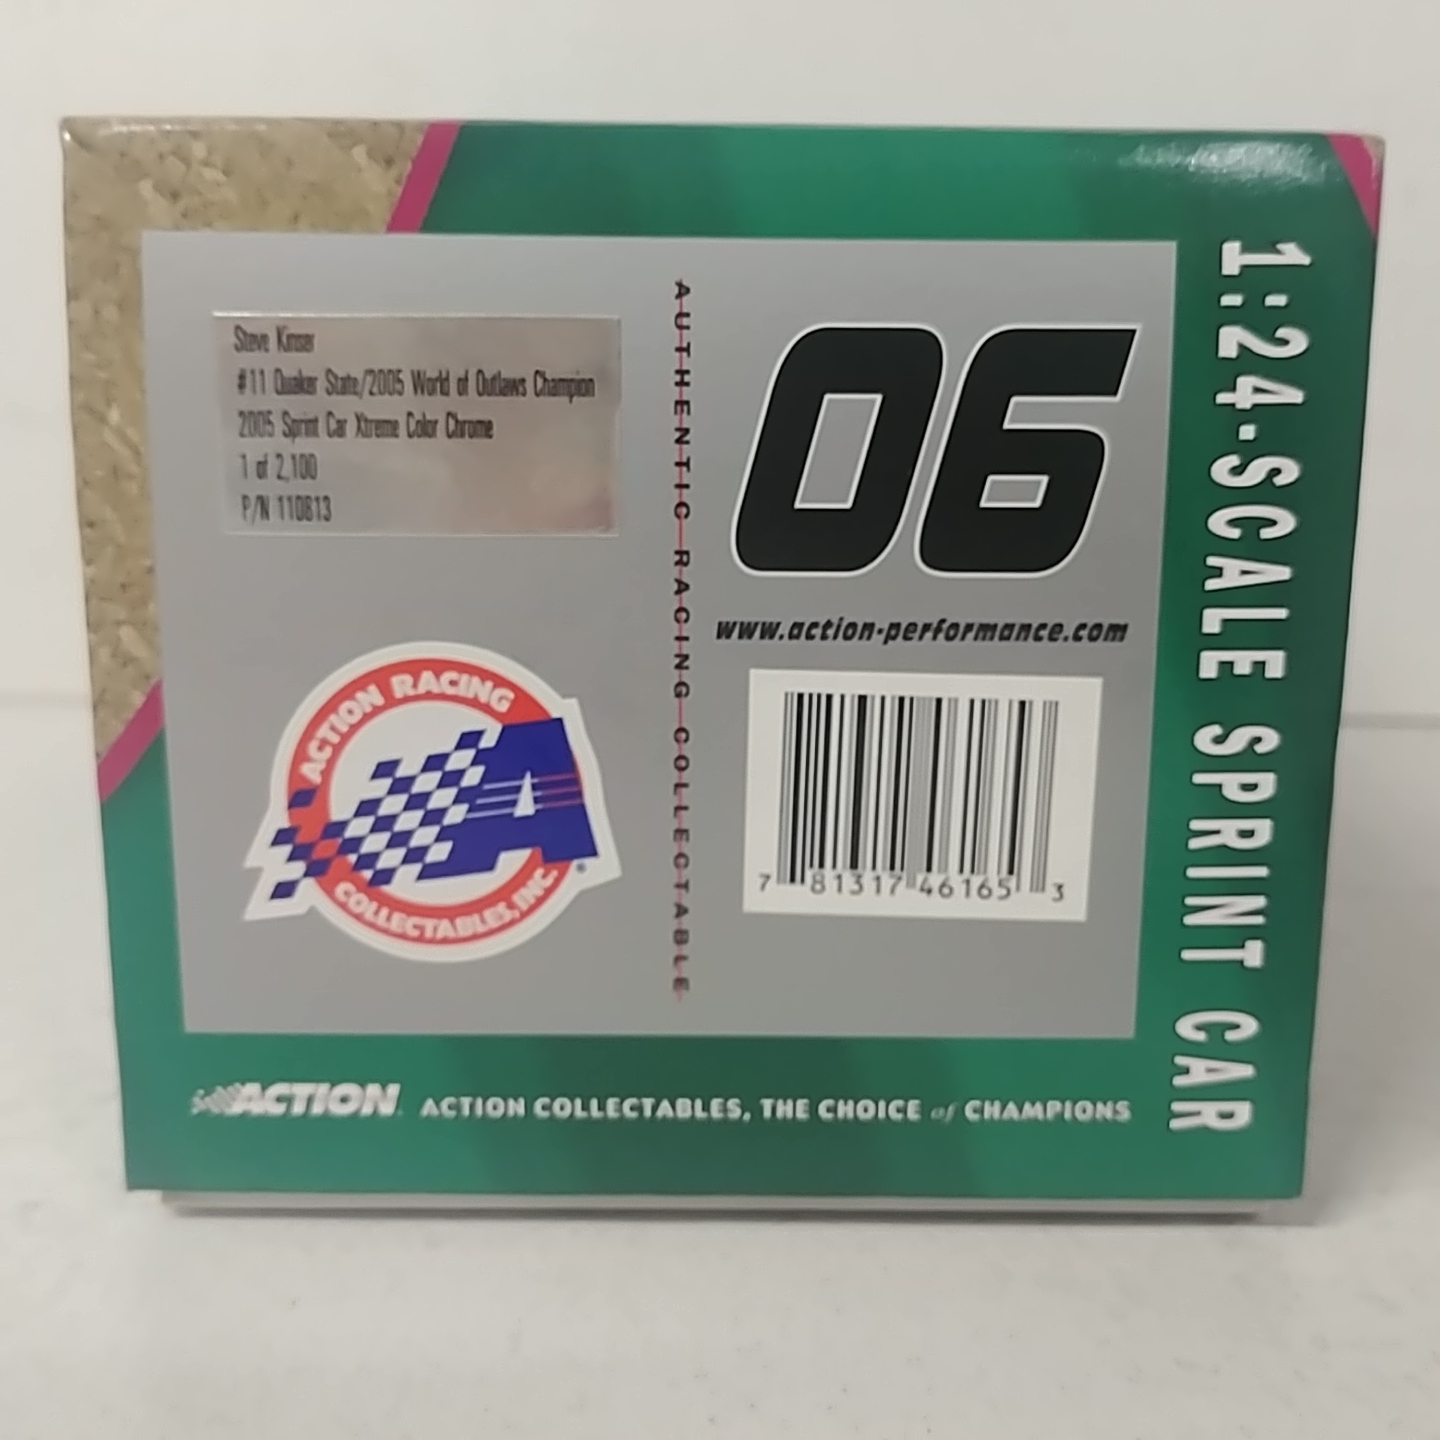 Steve Kinser
#11 Quaker State/2005 World of Outlaws Champion
2005 Sprint Car Xtreme Color Chrome
1 of 2,100
P/N 110813
AUTHENTIC RACING COLLECTABLE
06
www.action-performance.com
7 81317 46165 3
ACTION RACING
COLLECTABLES, INC.
ACTION ACTION COLLECTABLES, THE CHOICE of CHAMPIONS
1:24-SCALE SPRINT CAR